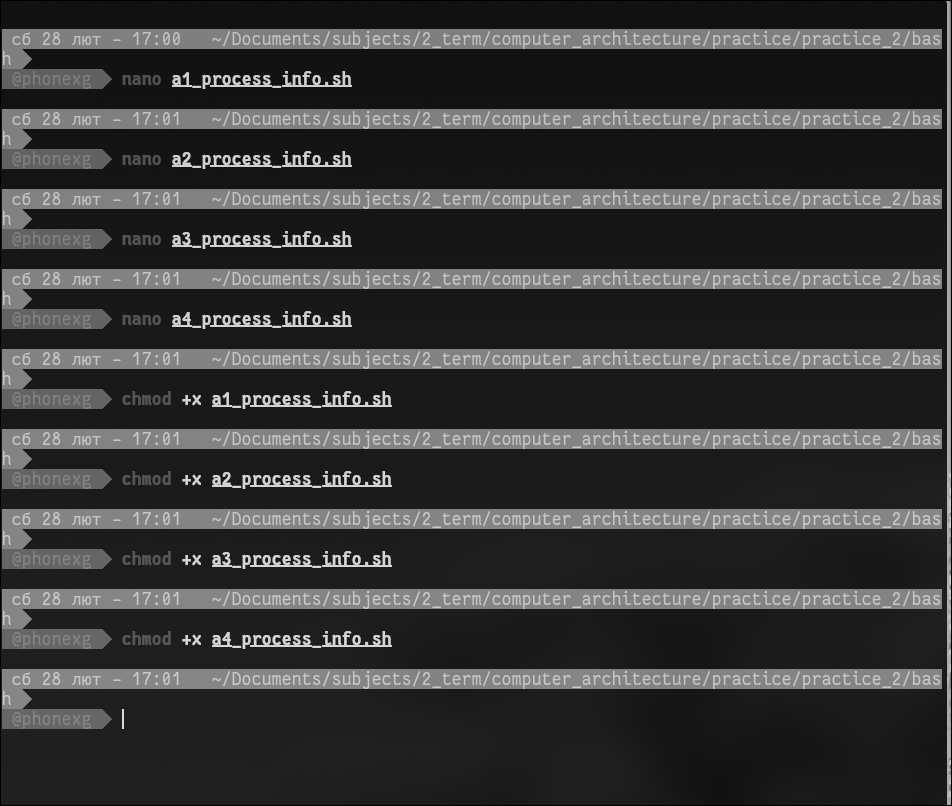 сб 28 лют – 17:00 ~/Documents/subjects/2_term/computer_architecture/practice/practice_2/bas
h
@phonexg nano a1_process_info.sh
сб 28 лют – 17:01 ~/Documents/subjects/2_term/computer_architecture/practice/practice_2/bas
h
@phonexg nano a2_process_info.sh
сб 28 лют – 17:01 ~/Documents/subjects/2_term/computer_architecture/practice/practice_2/bas
h
@phonexg nano a3_process_info.sh
сб 28 лют – 17:01 ~/Documents/subjects/2_term/computer_architecture/practice/practice_2/bas
h
@phonexg nano a4_process_info.sh
сб 28 лют – 17:01 ~/Documents/subjects/2_term/computer_architecture/practice/practice_2/bas
h
@phonexg chmod +x a1_process_info.sh
сб 28 лют – 17:01 ~/Documents/subjects/2_term/computer_architecture/practice/practice_2/bas
h
@phonexg chmod +x a2_process_info.sh
сб 28 лют – 17:01 ~/Documents/subjects/2_term/computer_architecture/practice/practice_2/bas
h
@phonexg chmod +x a3_process_info.sh
сб 28 лют – 17:01 ~/Documents/subjects/2_term/computer_architecture/practice/practice_2/bas
h
@phonexg chmod +x a4_process_info.sh
сб 28 лют – 17:01 ~/Documents/subjects/2_term/computer_architecture/practice/practice_2/bas
h
@phonexg